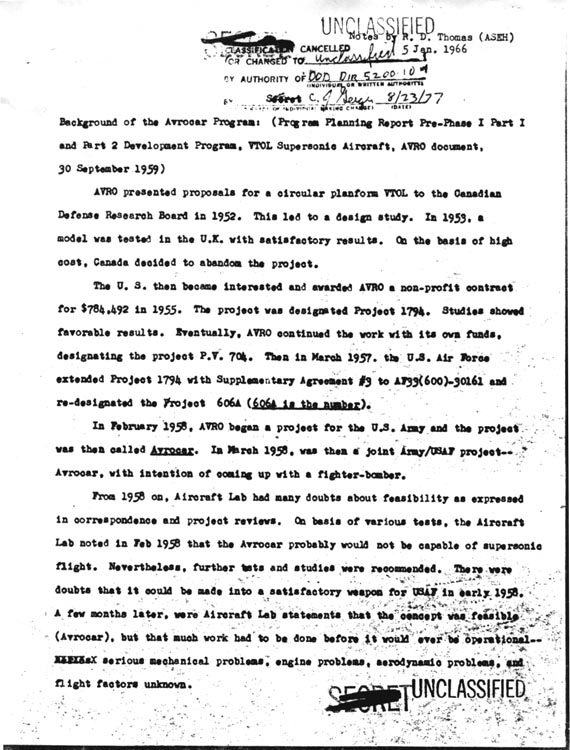 UNCLASSIFIED
Notes by R. D. Thomas (ASEH)
CLASSIFICATION CANCELLED
5 Jan. 1966
OR CHANGED TO Unclassified
BY AUTHORITY OF DOD DIR 5200.10
(INDIVIDUAL OR WRITTEN AUTHORITY)
BY Secret C. J. 8/23/77
(DATE)
Background of the Avrocar Program: (Program Planning Report Pre-Phase I Part I
and Part 2 Development Program, VTOL Supersonic Aircraft, AVRO document,
30 September 1959)
AVRO presented proposals for a circular planform VTOL to the Canadian
Defense Research Board in 1952. This led to a design study. In 1953, a
model was tested in the U.K. with satisfactory results. On the basis of high
cost, Canada decided to abandom the project.
The U. S. then became interested and awarded AVRO a non-profit contract
for $784,492 in 1955. The project was designated Project 1794. Studies showed
favorable results. Eventually, AVRO continued the work with its own funds,
designating the project P.V. 704. Then in March 1957. the U.S. Air Force
extended Project 1794 with Supplementary Agreement #3 to AF33(600)-30161 and
re-designated the Project 606A (606A is the number).
In February 1958, AVRO began a project for the U.S. Army and the project
was then called Avrocar. In March 1958, was then a joint Army/USAF project--
Avrocar, with intention of coming up with a fighter-bomber.
From 1958 on, Aircraft Lab had many doubts about feasibility as expressed
in correspondence and project reviews. On basis of various tests, the Aircraft
Lab noted in Feb 1958 that the Avrocar probably would not be capable of supersonic
flight. Nevertheless, further tsts and studies were recommended. There were
doubts that it could be made into a satisfactory weapon for USAF in early 1958.
A few months later, were Aircraft Lab statements that the concept was feasible
(Avrocar), but that much work had to be done before it would ever be operational--
serious mechanical problems, engine problems, aerodynamic problems, and
flight factors unknown.
SECRET UNCLASSIFIED